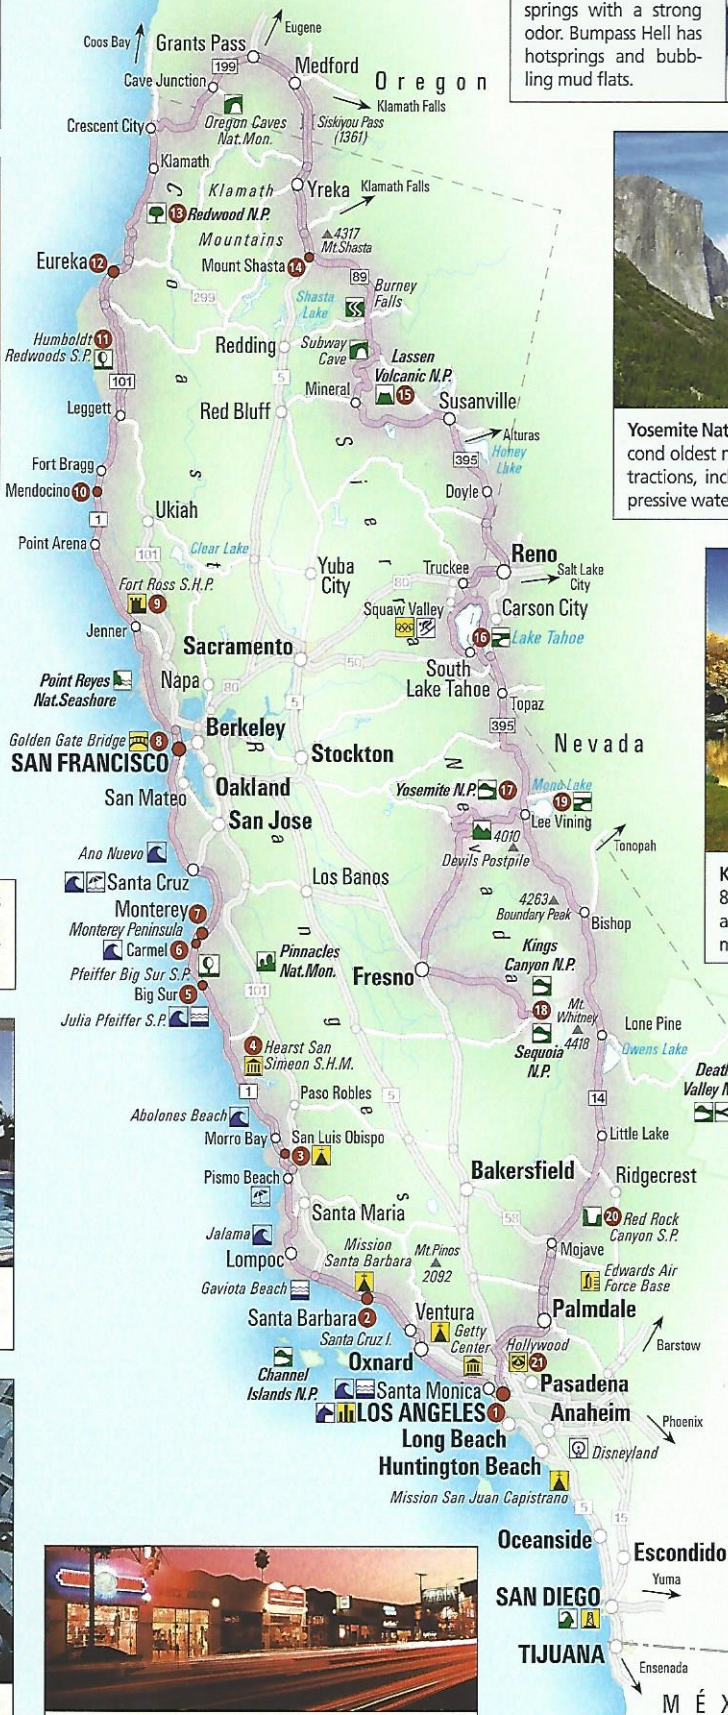 springs with a strong
odor. Bumpass Hell has
hotsprings and bubb-
ling mud flats.
Coos Bay
Eugene
Grants Pass
199
Medford
Oregon
Cave Junction
Klamath Falls
Oregon Caves
Nat.Mon.
Siskiyou Pass
(1361)
Crescent City
Klamath
Klamath
Mountains
Yreka
Klamath Falls
13 Redwood N.P.
4317
Mt.Shasta
Eureka 12
Mount Shasta 14
89
299
Shasta
Lake
Burney
Falls
Humboldt 11
Redwoods S.P.
Redding
Subway
Cave
Lassen
Volcanic N.P.
15
101
5
Mineral
Leggett
Red Bluff
Susanville
Alturas
Honey
Lake
395
Fort Bragg
Mendocino 10
Doyle
1
Ukiah
Point Arena
101
Clear Lake
Reno
Yuba
City
Truckee
80
Salt Lake
City
Fort Ross S.H.P.
9
Squaw Valley
Carson City
Jenner
16 Lake Tahoe
Sacramento
50
South
Lake Tahoe
Point Reyes
Nat.Seashore
Napa
80
5
Topaz
395
Berkeley
Golden Gate Bridge 8
SAN FRANCISCO
Stockton
Nevada
Oakland
San Mateo
Yosemite N.P. 17
Mono Lake
19
San Jose
Lee Vining
4010
Devils Postpile
Tonopah
Ano Nuevo
Santa Cruz
Los Banos
4263
Boundary Peak
Bishop
Monterey 7
Monterey Peninsula
Carmel 6
Pinnacles
Nat.Mon.
Kings
Canyon N.P.
Fresno
Pfeiffer Big Sur S.P.
Big Sur 5
101
18
Mt.
Whitney
4418
Julia Pfeiffer S.P.
Sequoia
N.P.
Lone Pine
Owens Lake
4 Hearst San
Simeon S.H.M.
Death
Valley N
1
Paso Robles
5
14
Abolones Beach
Morro Bay
San Luis Obispo
3
Little Lake
Pismo Beach
Bakersfield
Ridgecrest
Santa Maria
58
20 Red Rock
Canyon S.P.
Jalama
Mission
Santa Barbara
Mt.Pinos
2092
Mojave
Lompoc
Gaviota Beach
Edwards Air
Force Base
Santa Barbara 2
Ventura
Palmdale
Santa Cruz I.
Getty
Center
Hollywood
21
Barstow
Oxnard
Channel
Islands N.P.
Santa Monica
Pasadena
LOS ANGELES 1
Anaheim
Phoenix
Long Beach
Disneyland
Huntington Beach
Mission San Juan Capistrano
5
15
Oceanside
Escondido
Yuma
SAN DIEGO
TIJUANA
Ensenada
MÉX
Coast Range
Sierra Nevada
Yosemite Nat
cond oldest n
tractions, incl
pressive wate
K
8
a
n